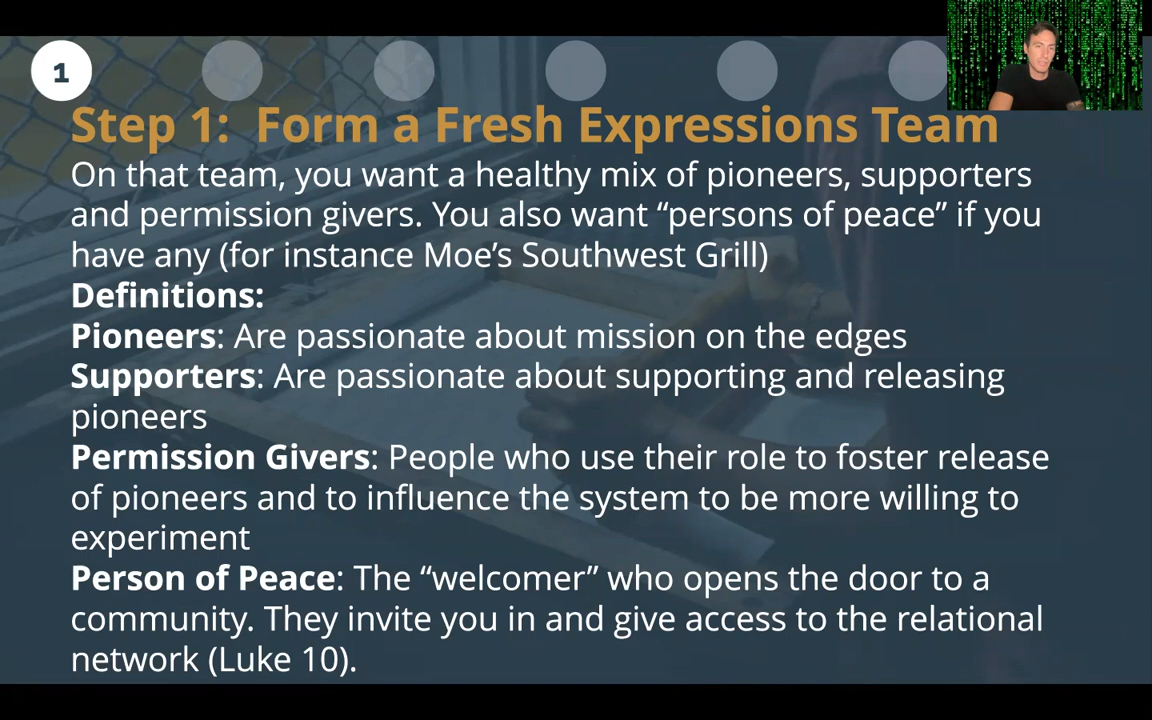 1
Step 1:  Form a Fresh Expressions Team
On that team, you want a healthy mix of pioneers, supporters
and permission givers. You also want “persons of peace” if you
have any (for instance Moe’s Southwest Grill)
Definitions:
Pioneers: Are passionate about mission on the edges
Supporters: Are passionate about supporting and releasing
pioneers
Permission Givers: People who use their role to foster release
of pioneers and to influence the system to be more willing to
experiment
Person of Peace: The “welcomer” who opens the door to a
community. They invite you in and give access to the relational
network (Luke 10).